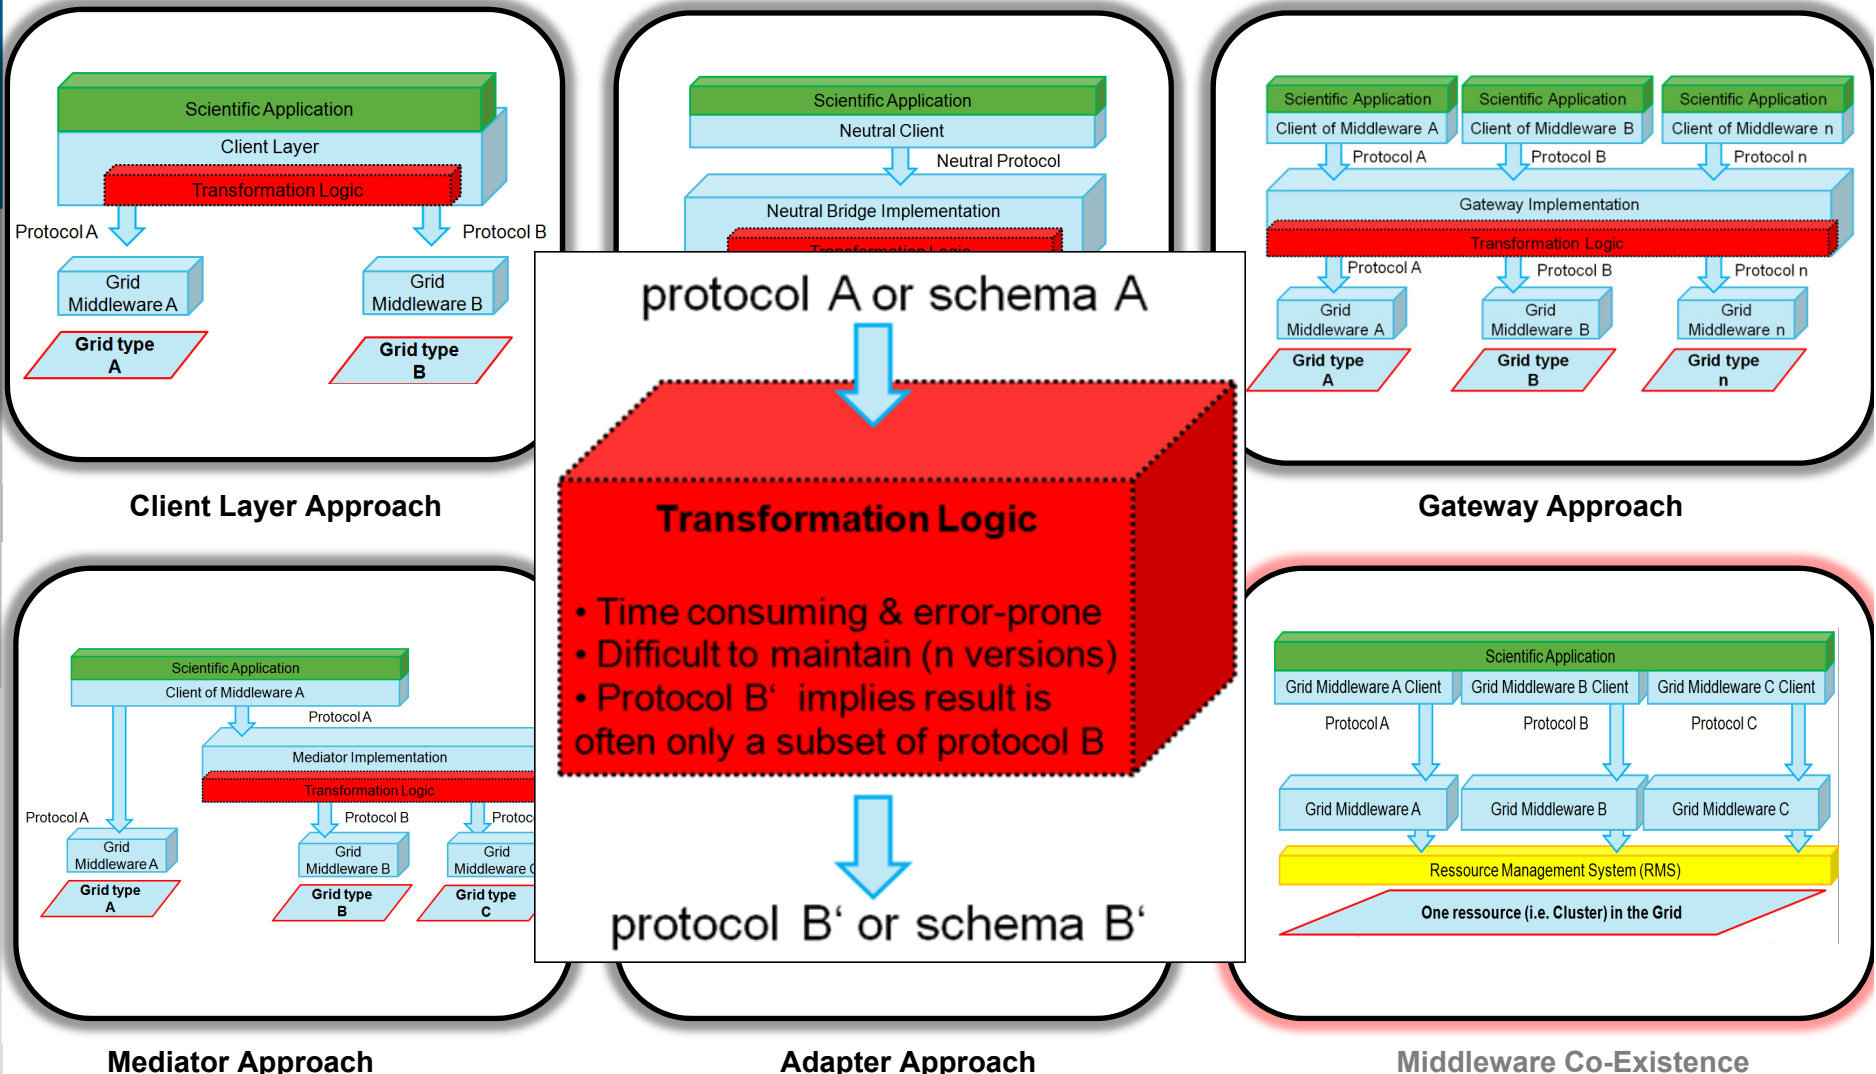 Scientific Application
Client Layer
Transformation Logic
Protocol A
Protocol B
Grid
Middleware A
Grid
Middleware B
Grid type
A
Grid type
B
Client Layer Approach
Scientific Application
Neutral Client
Neutral Protocol
Neutral Bridge Implementation
Transformation Logic
Scientific Application
Scientific Application
Scientific Application
Client of Middleware A
Client of Middleware B
Client of Middleware n
Protocol A
Protocol B
Protocol n
Gateway Implementation
Transformation Logic
Protocol A
Protocol B
Protocol n
Grid
Middleware A
Grid
Middleware B
Grid
Middleware n
Grid type
A
Grid type
B
Grid type
n
Gateway Approach
protocol A or schema A
Transformation Logic
• Time consuming & error-prone
• Difficult to maintain (n versions)
• Protocol B‘ implies result is
often only a subset of protocol B
protocol B‘ or schema B‘
Scientific Application
Client of Middleware A
Protocol A
Mediator Implementation
Transformation Logic
Protocol A
Protocol B
Grid
Middleware A
Grid
Middleware B
Grid
Middleware
Grid type
A
Grid type
B
Grid type
C
Mediator Approach
Adapter Approach
Scientific Application
Grid Middleware A Client
Grid Middleware B Client
Grid Middleware C Client
Protocol A
Protocol B
Protocol C
Grid Middleware A
Grid Middleware B
Grid Middleware C
Ressource Management System (RMS)
One ressource (i.e. Cluster) in the Grid
Middleware Co-Existence